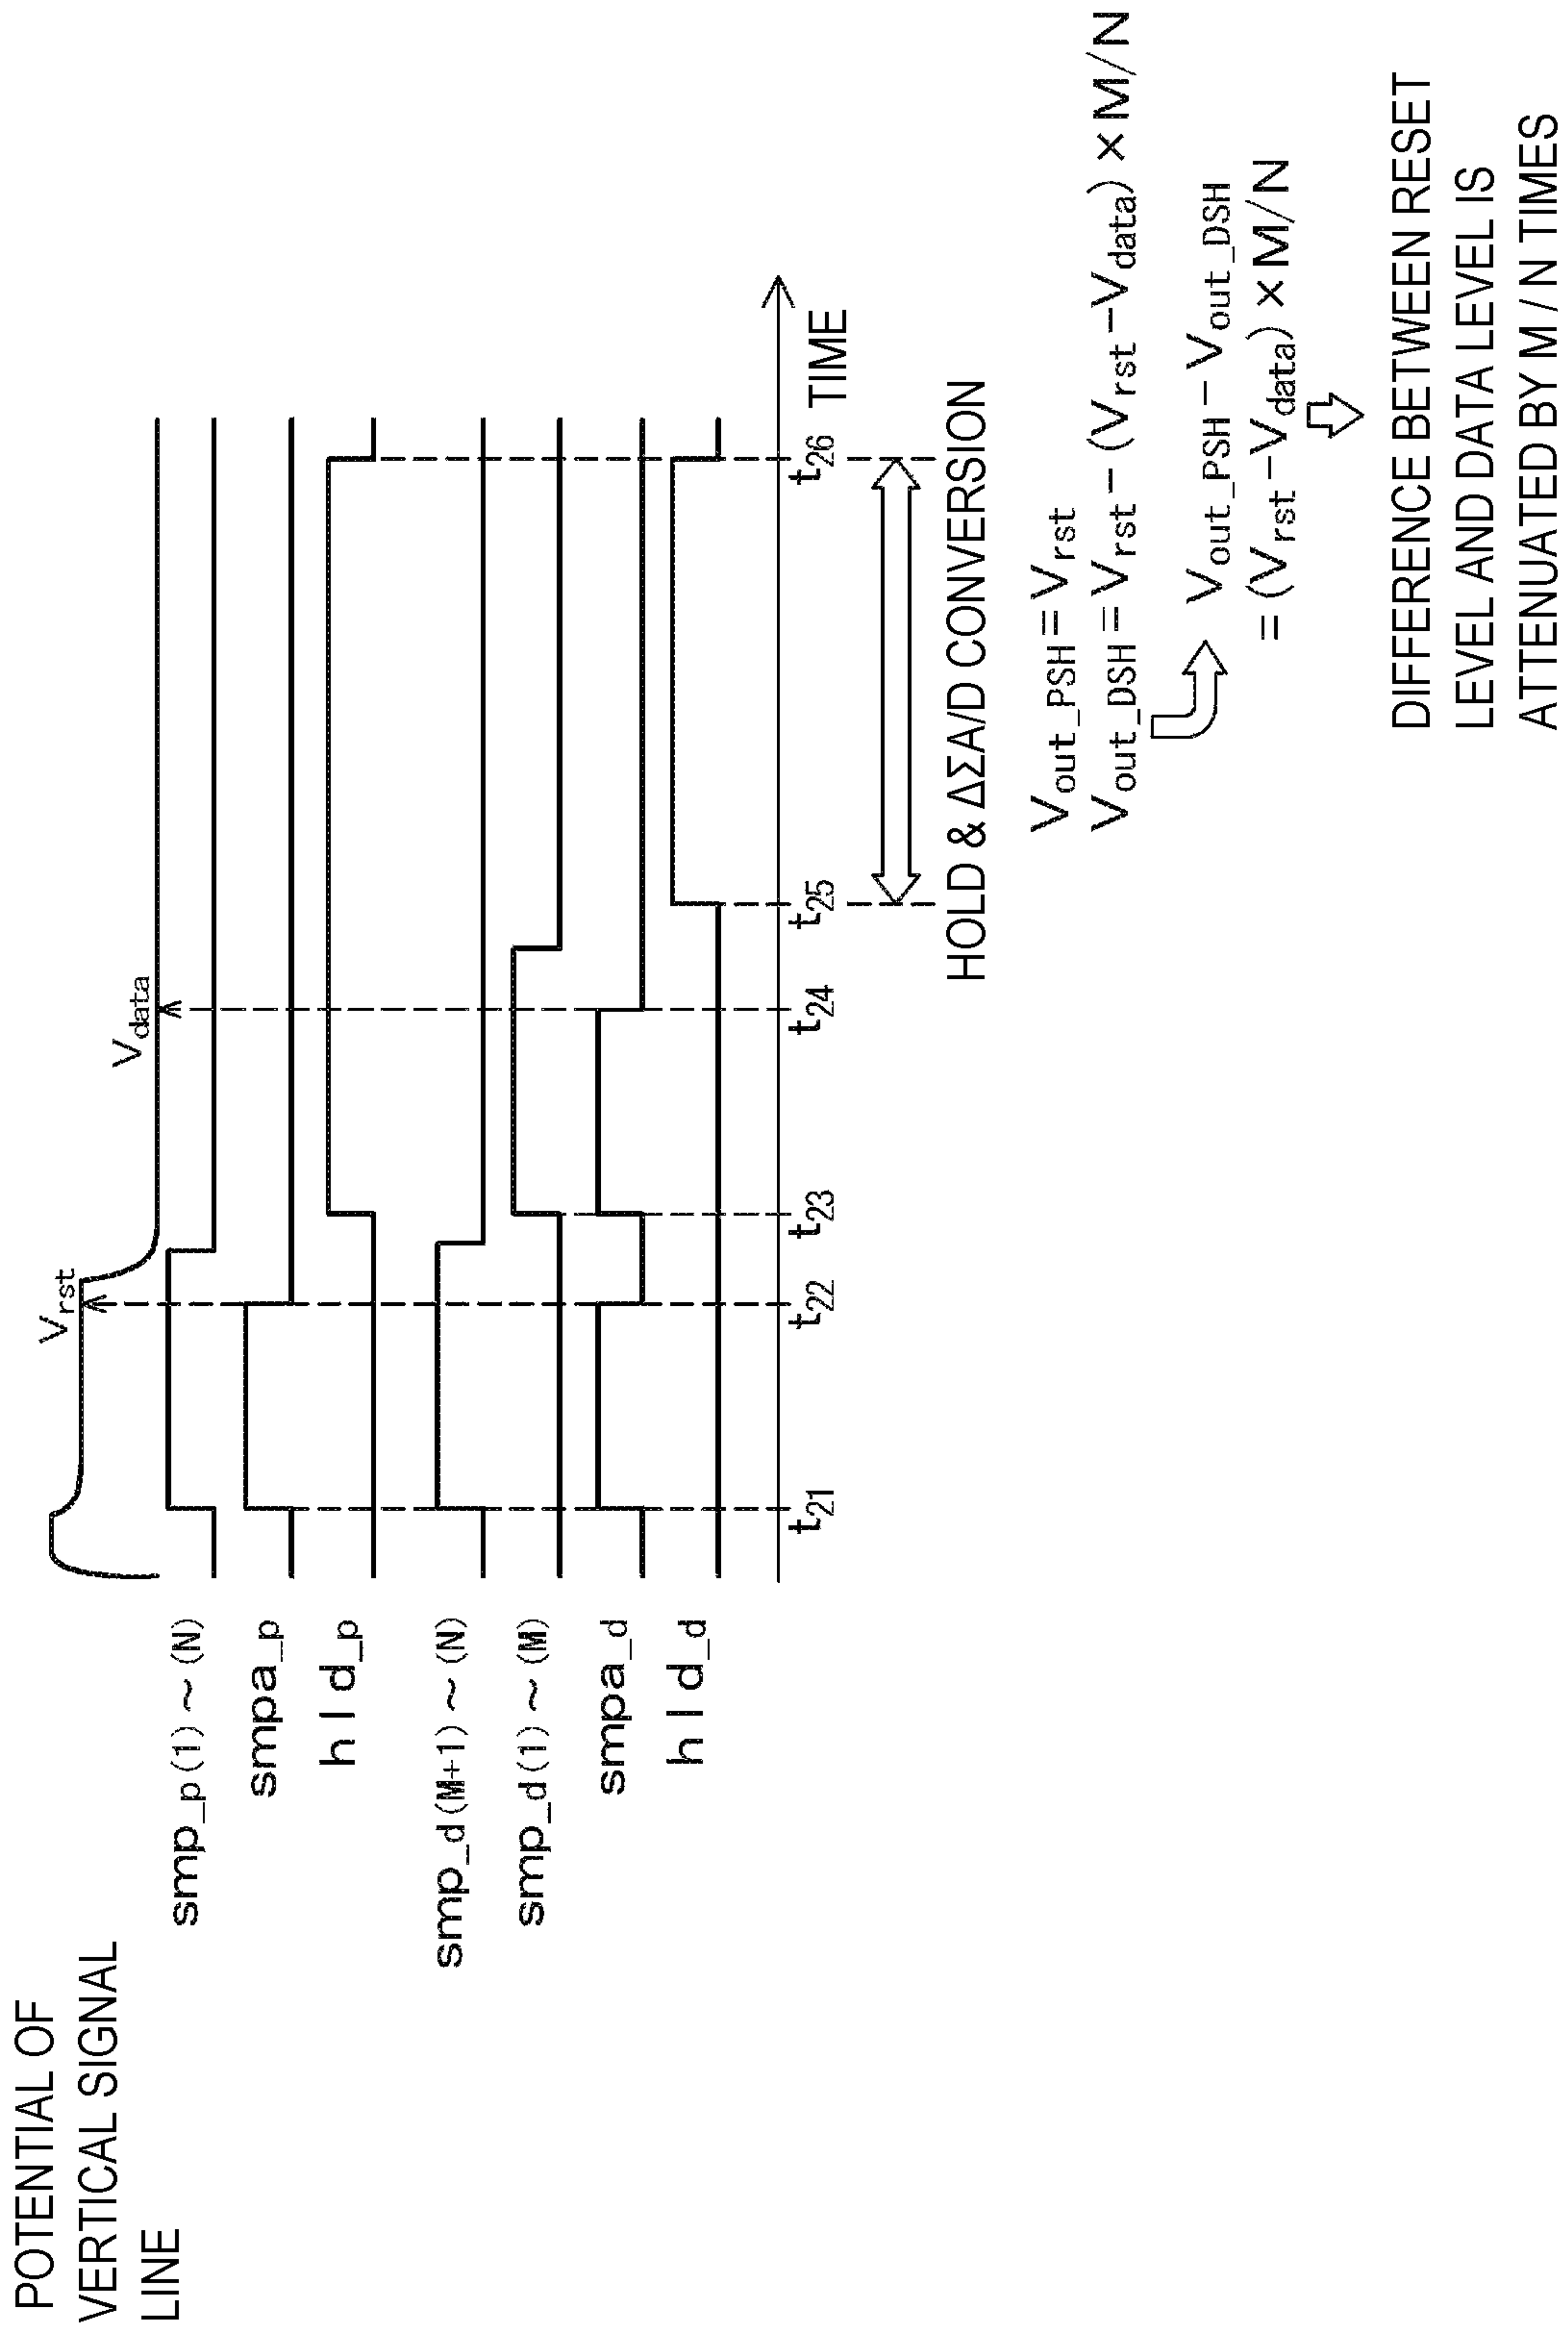 POTENTIAL OF
VERTICAL SIGNAL
LINE
Vrst
Vdata
smp_p(1)~(N)
smpa_p
hld_p
smp_d(M+1)~(N)
smp_d(1)~(M)
smpa_d
hld_d
t21
t22
t23
t24
t25
t26
TIME
HOLD & ΔΣA/D CONVERSION
Vout_PSH=Vrst
Vout_DSH=Vrst-(Vrst-Vdata)×M/N
Vout_PSH-Vout_DSH
=(Vrst-Vdata)×M/N
DIFFERENCE BETWEEN RESET
LEVEL AND DATA LEVEL IS
ATTENUATED BY M / N TIMES